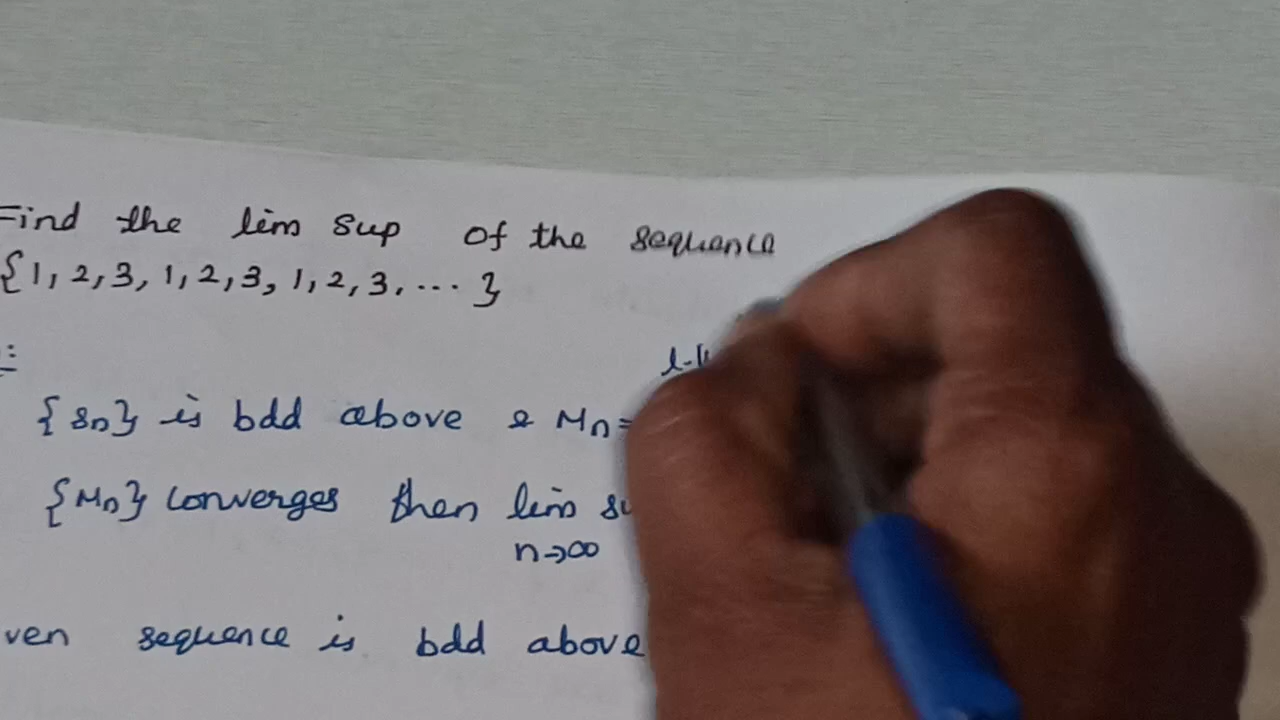 Find the lim sup of the sequence
{1, 2, 3, 1, 2, 3, 1, 2, 3, ... }
{Sn} is bdd above & Mn =
{Mn} converges then lim
n→∞
sequence is bdd above